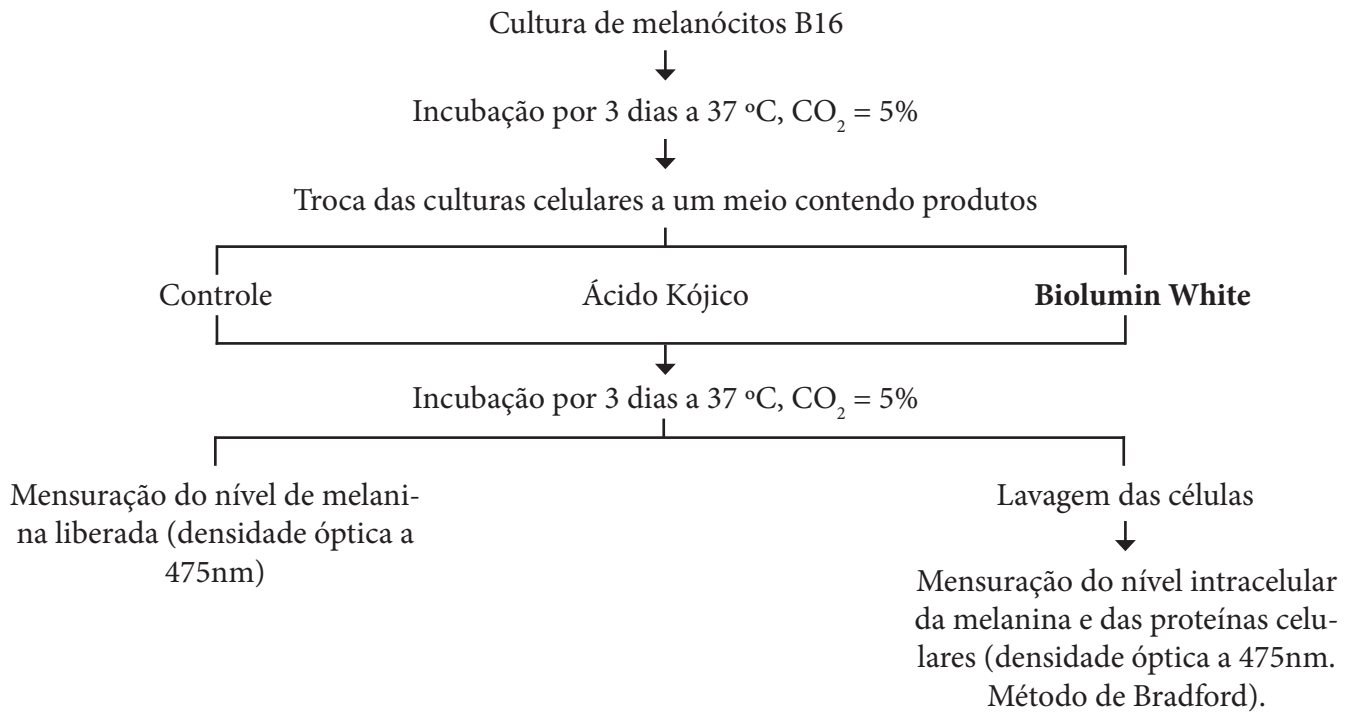 Cultura de melanócitos B16
Incubação por 3 dias a 37 ºC, CO₂ = 5%
Troca das culturas celulares a um meio contendo produtos
Controle
Ácido Kójico
Biolumin White
Incubação por 3 dias a 37 ºC, CO₂ = 5%
Mensuração do nível de melani-
na liberada (densidade óptica a
475nm)
Lavagem das células
Mensuração do nível intracelular
da melanina e das proteínas celu-
lares (densidade óptica a 475nm.
Método de Bradford).